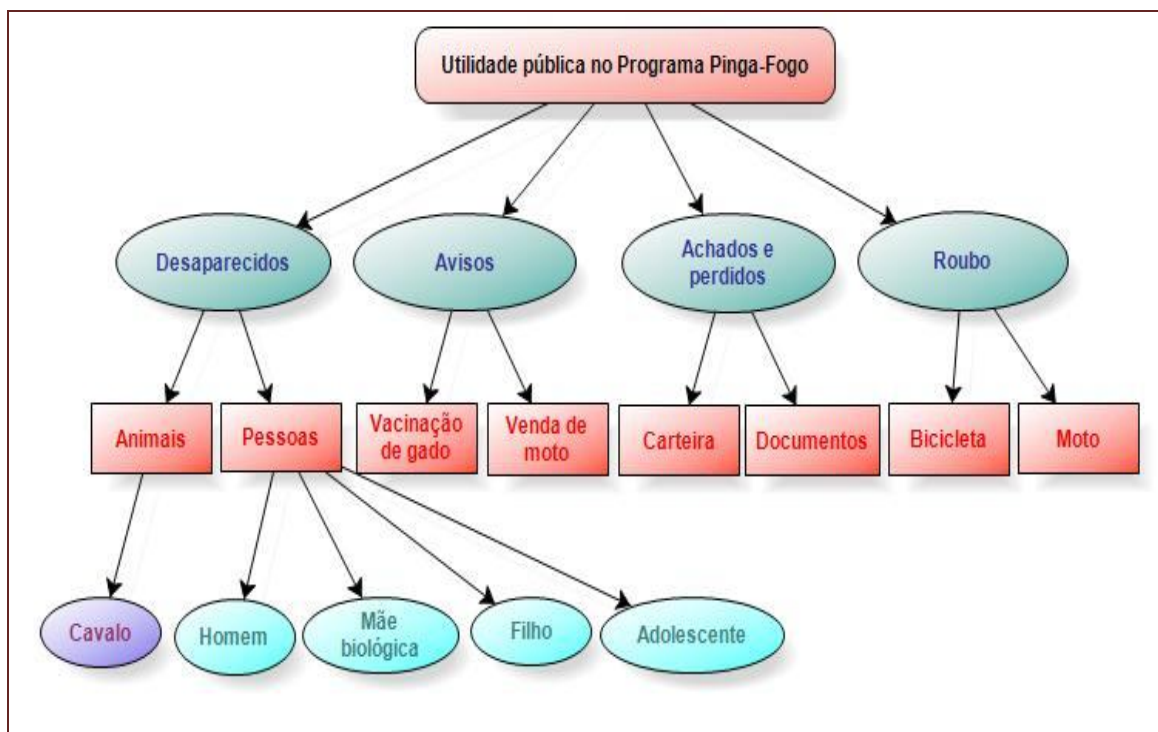 Utilidade pública no Programa Pinga-Fogo
Desaparecidos
Avisos
Achados e
perdidos
Roubo
Animais
Pessoas
Vacinação
de gado
Venda de
moto
Carteira
Documentos
Bicicleta
Moto
Cavalo
Homem
Mãe
biológica
Filho
Adolescente